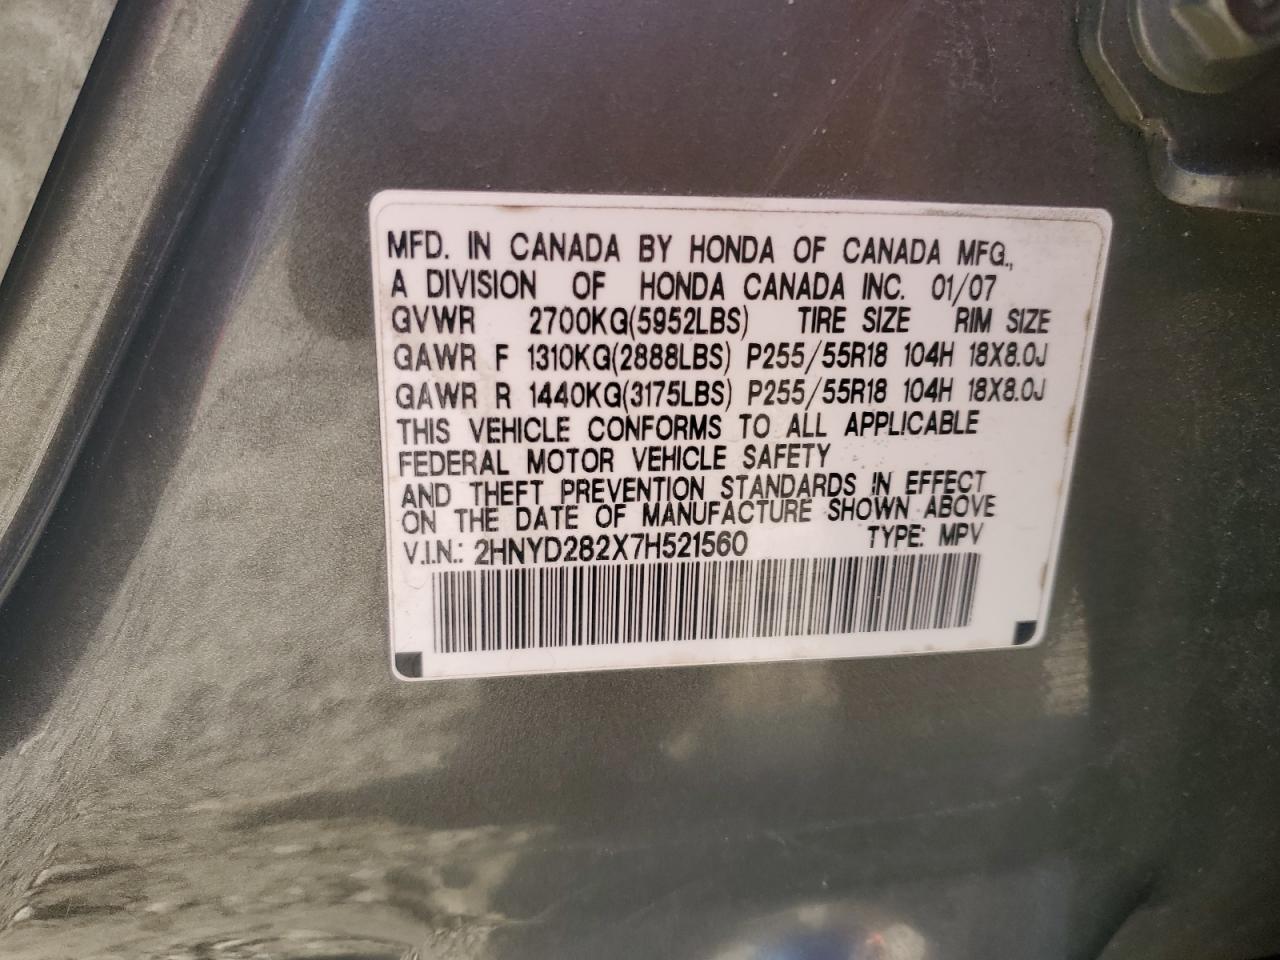 MFD. IN CANADA BY HONDA OF CANADA MFG.,
A DIVISION OF HONDA CANADA INC. 01/07
GVWR 2700KG(5952LBS) TIRE SIZE RIM SIZE
GAWR F 1310KG(2888LBS) P255/55R18 104H 18X8.0J
GAWR R 1440KG(3175LBS) P255/55R18 104H 18X8.0J
THIS VEHICLE CONFORMS TO ALL APPLICABLE
FEDERAL MOTOR VEHICLE SAFETY
AND THEFT PREVENTION STANDARDS IN EFFECT
ON THE DATE OF MANUFACTURE SHOWN ABOVE
V.I.N.: 2HNYD282X7H521560 TYPE: MPV